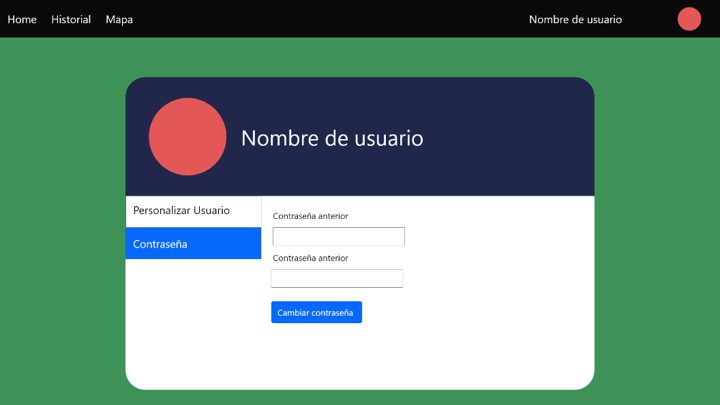 Home Historial Mapa Nombre de usuario
Nombre de usuario
Personalizar Usuario
Contraseña
Contraseña anterior
Contraseña anterior
Cambiar contraseña